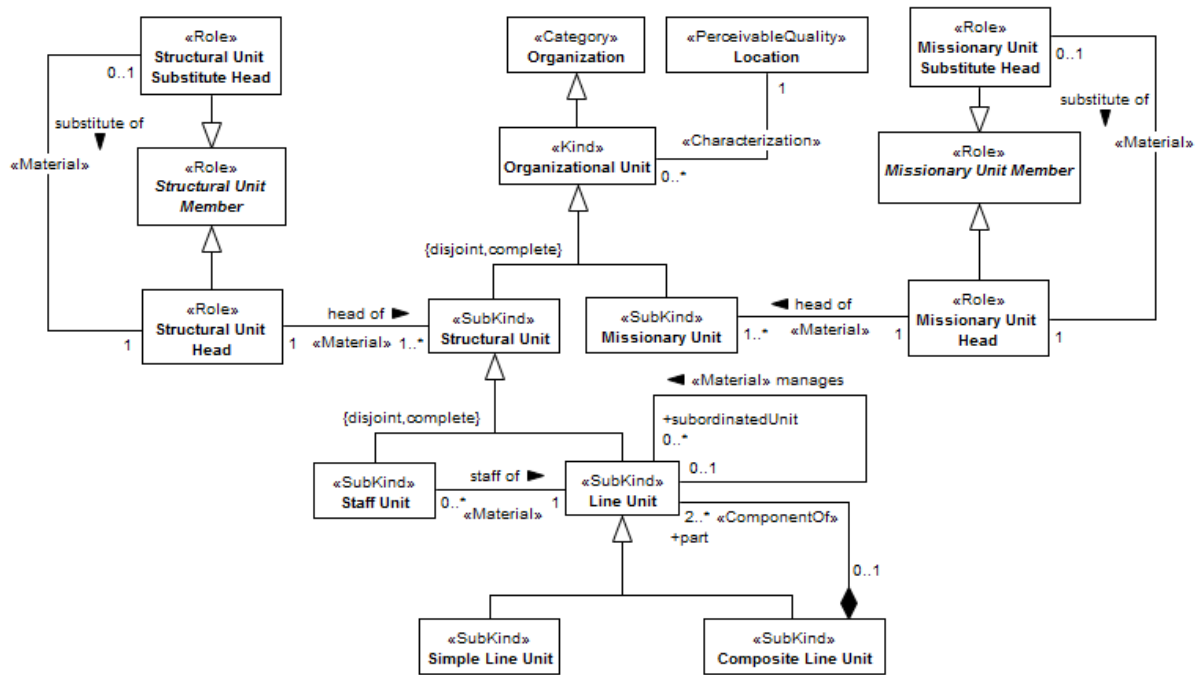 «Role»
Structural Unit
Substitute Head
0..1
substitute of
«Material»
«Role»
Structural Unit
Member
«Role»
Structural Unit
Head
1
1
head of
«Material»
1..*
«Category»
Organization
«PerceivableQuality»
Location
1
«Characterization»
«Kind»
Organizational Unit
0..*
{disjoint,complete}
«SubKind»
Structural Unit
«SubKind»
Missionary Unit
«Role»
Missionary Unit
Substitute Head
0..1
substitute of
«Material»
«Role»
Missionary Unit Member
head of
1..*
«Material»
1
«Role»
Missionary Unit
Head
1
{disjoint,complete}
«Material» manages
+subordinatedUnit
0..*
0..1
«SubKind»
Staff Unit
staff of
0..*
1
«Material»
«SubKind»
Line Unit
2..* «ComponentOf»
+part
0..1
«SubKind»
Simple Line Unit
«SubKind»
Composite Line Unit